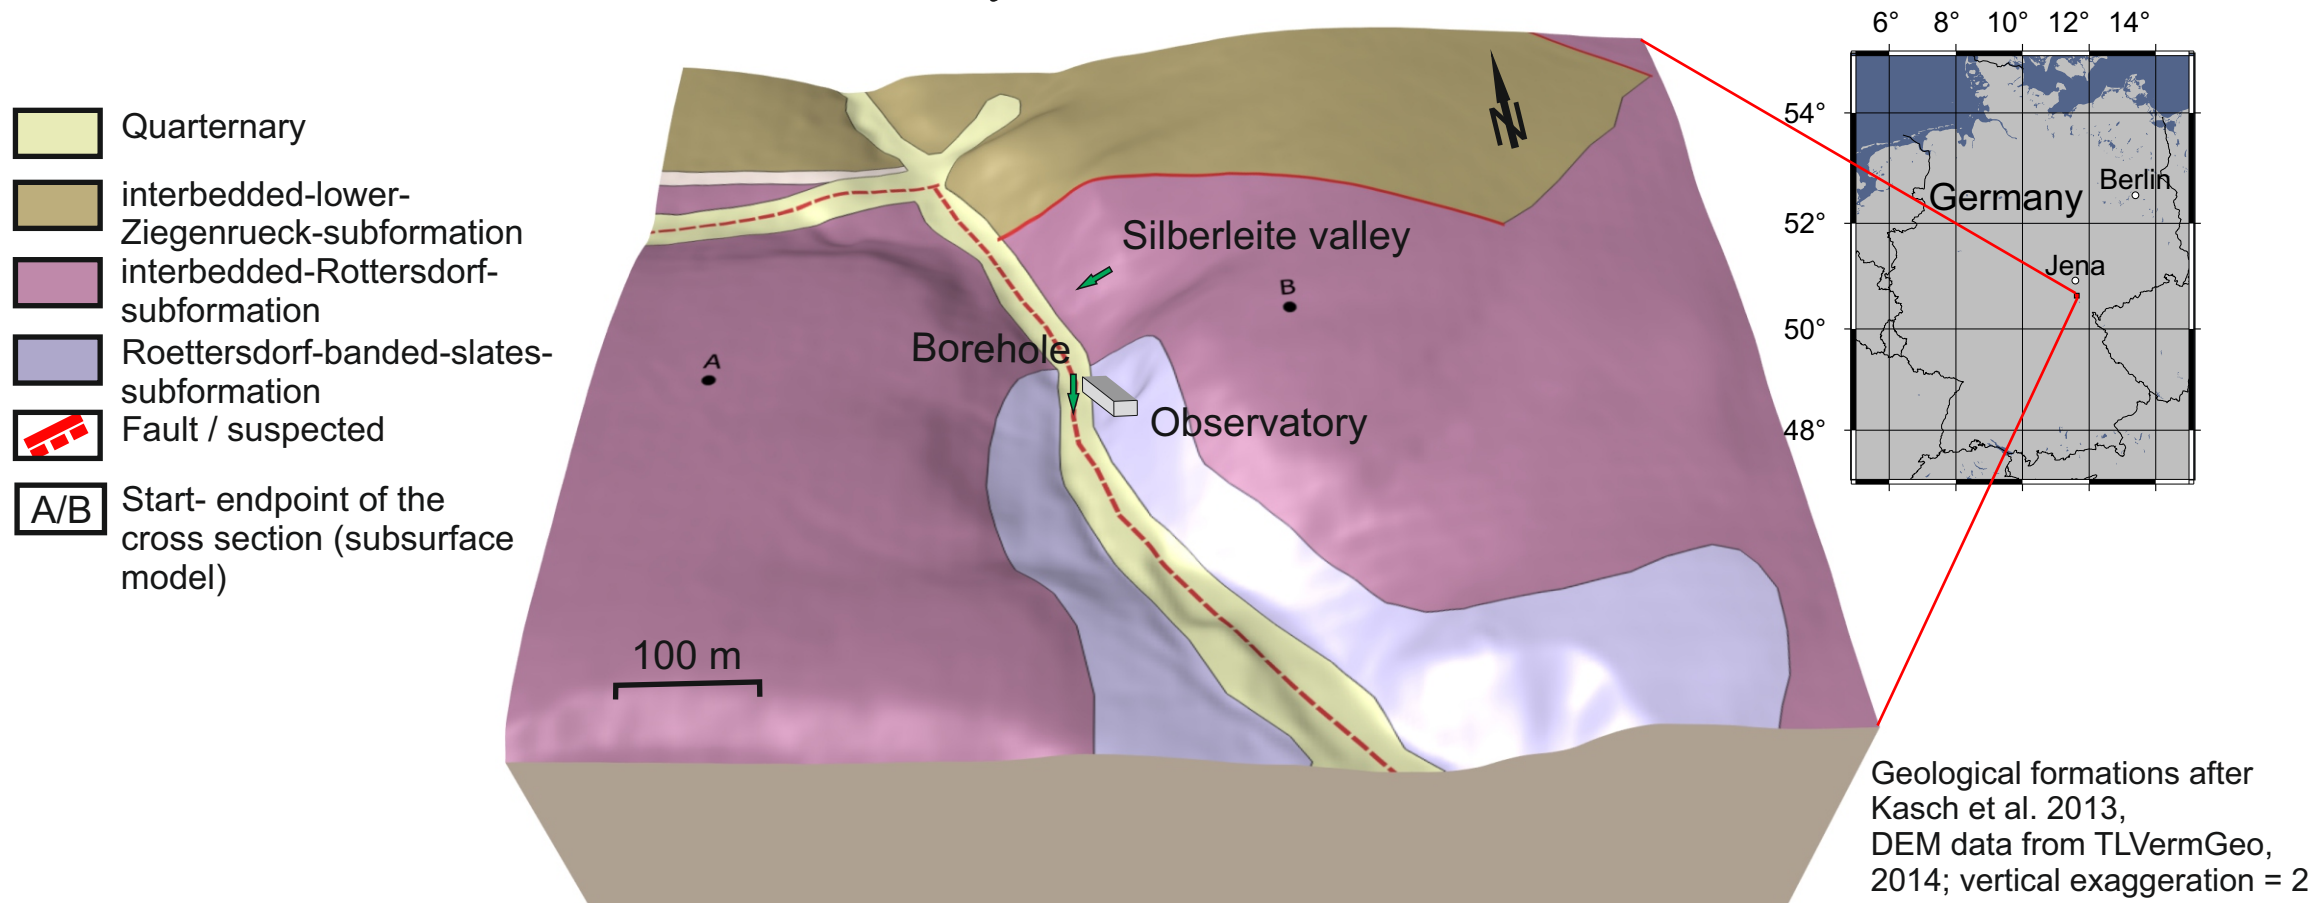 Quarternary
interbedded-lower-
Ziegenrueck-subformation
interbedded-Rottersdorf-
subformation
Roettersdorf-banded-slates-
subformation
Fault / suspected
A/B
Start- endpoint of the
cross section (subsurface
model)
N
Silberleite valley
B
Borehole
A
Observatory
100 m
6° 8° 10° 12° 14°
54°
Berlin
Germany
52°
Jena
50°
48°
Geological formations after
Kasch et al. 2013,
DEM data from TLVermGeo,
2014; vertical exaggeration = 2